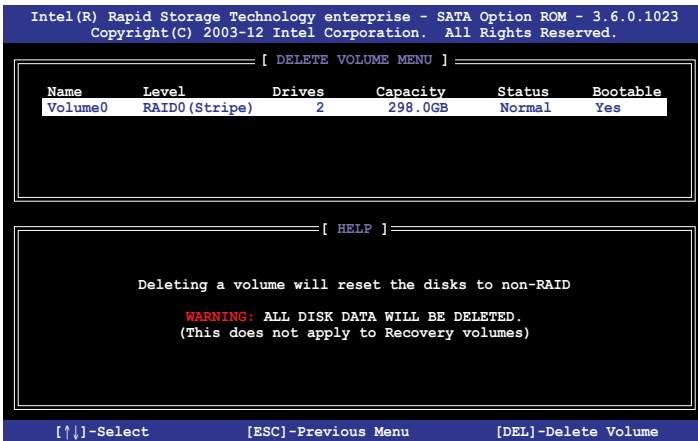 Intel(R) Rapid Storage Technology enterprise - SATA Option ROM - 3.6.0.1023
Copyright(C) 2003-12 Intel Corporation. All Rights Reserved.
[ DELETE VOLUME MENU ]
Name Level Drives Capacity Status Bootable
Volume0 RAID0(Stripe) 2 298.0GB Normal Yes
[ HELP ]
Deleting a volume will reset the disks to non-RAID
WARNING: ALL DISK DATA WILL BE DELETED.
(This does not apply to Recovery volumes)
[↑↓]-Select [ESC]-Previous Menu [DEL]-Delete Volume